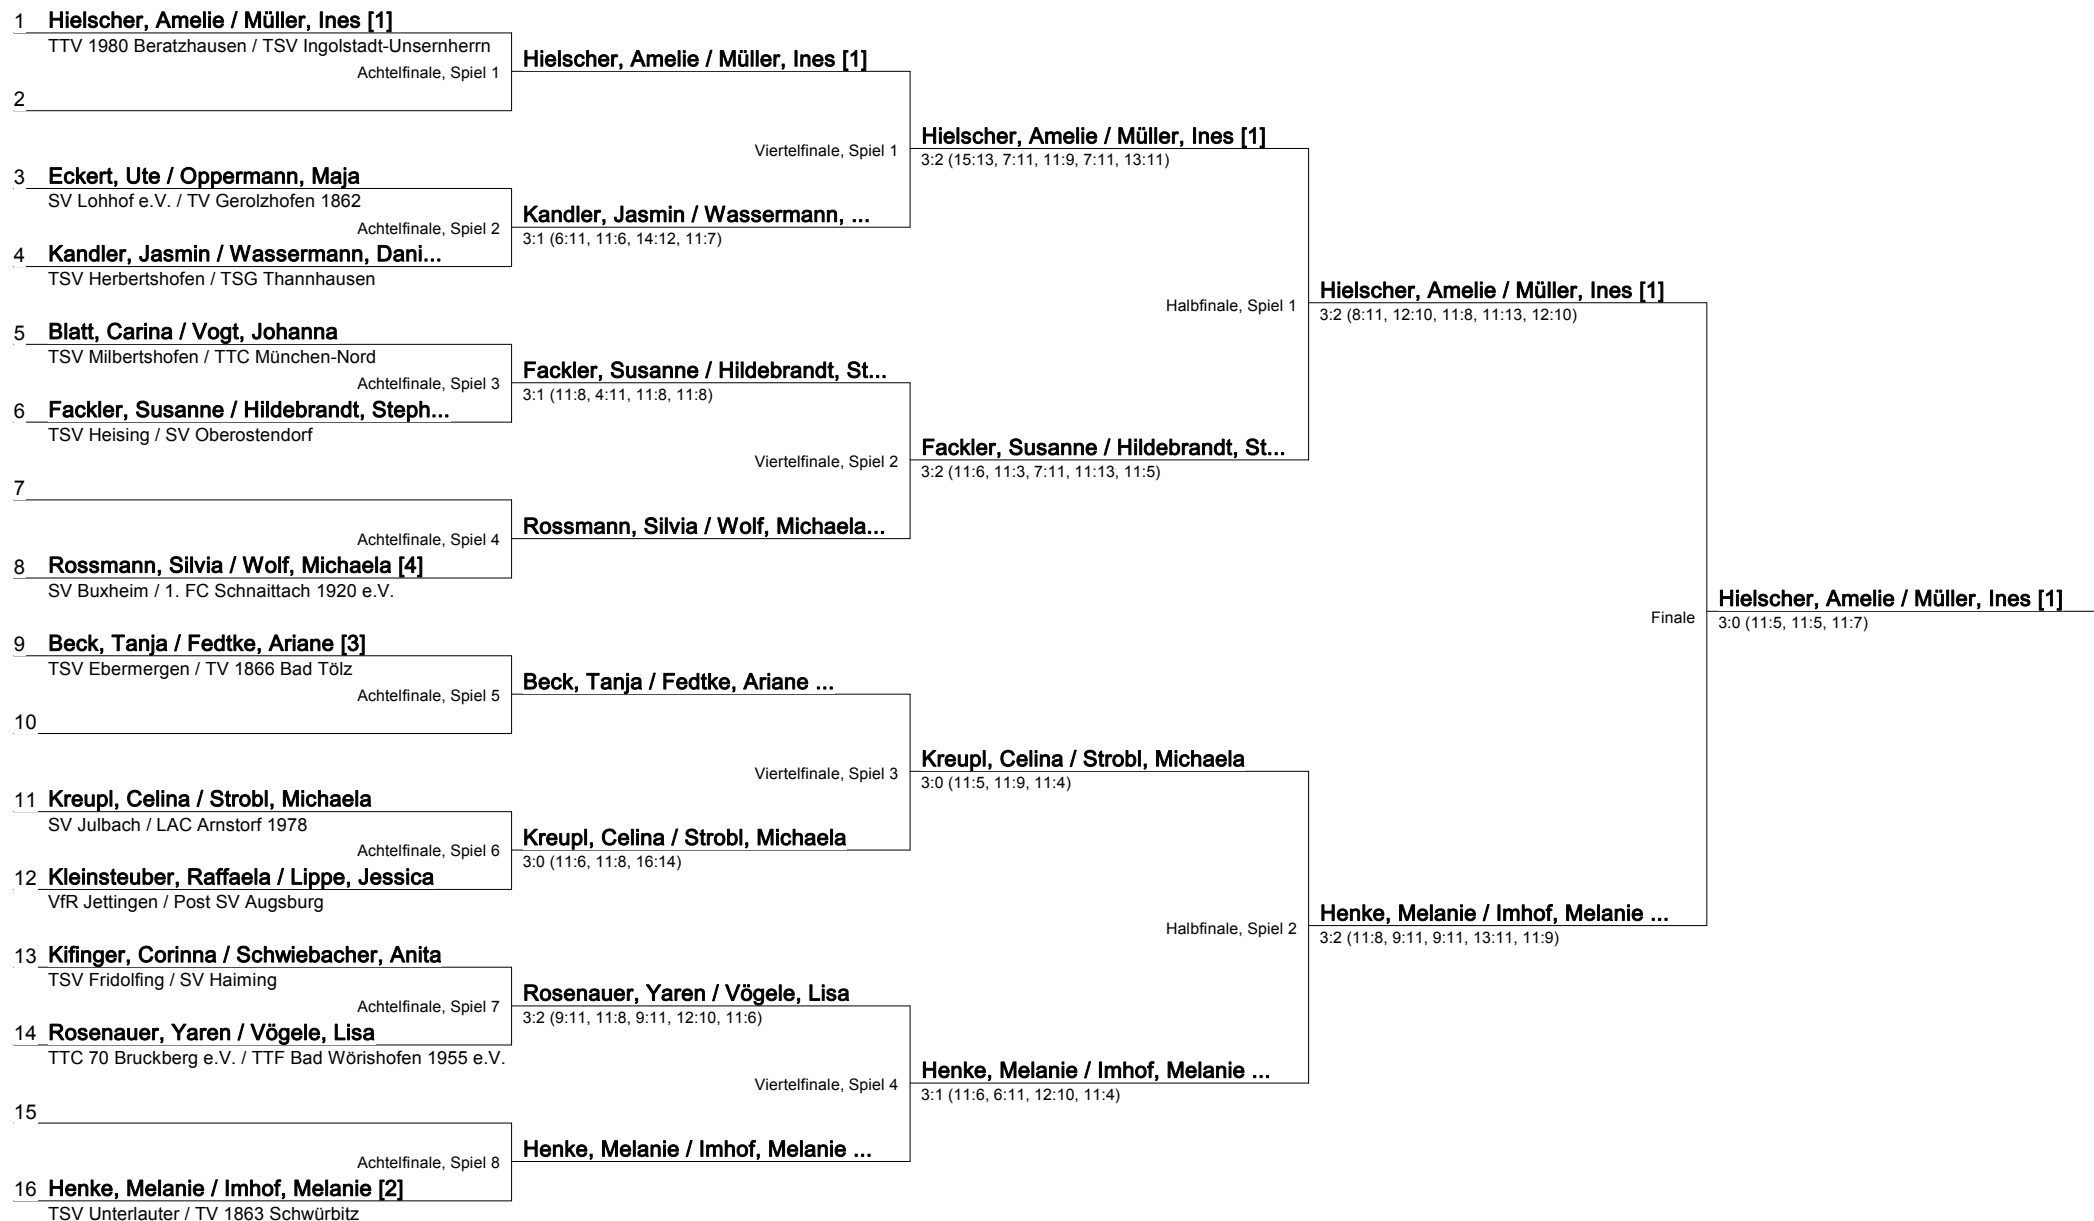 1 Hielscher, Amelie / Müller, Ines [1]
TTV 1980 Beratzhausen / TSV Ingolstadt-Unsernherrn
Achtelfinale, Spiel 1
Hielscher, Amelie / Müller, Ines [1]
2
Viertelfinale, Spiel 1
Hielscher, Amelie / Müller, Ines [1]
3:2 (15:13, 7:11, 11:9, 7:11, 13:11)
3 Eckert, Ute / Oppermann, Maja
SV Lohhof e.V. / TV Gerolzhofen 1862
Achtelfinale, Spiel 2
Kandler, Jasmin / Wassermann, ...
3:1 (6:11, 11:6, 14:12, 11:7)
4 Kandler, Jasmin / Wassermann, Dani...
TSV Herbertshofen / TSG Thannhausen
Halbfinale, Spiel 1
Hielscher, Amelie / Müller, Ines [1]
3:2 (8:11, 12:10, 11:8, 11:13, 12:10)
5 Blatt, Carina / Vogt, Johanna
TSV Milbertshofen / TTC München-Nord
Achtelfinale, Spiel 3
Fackler, Susanne / Hildebrandt, St...
3:1 (11:8, 4:11, 11:8, 11:8)
6 Fackler, Susanne / Hildebrandt, Steph...
TSV Heising / SV Oberostendorf
Viertelfinale, Spiel 2
Fackler, Susanne / Hildebrandt, St...
3:2 (11:6, 11:3, 7:11, 11:13, 11:5)
7
Achtelfinale, Spiel 4
Rossmann, Silvia / Wolf, Michaela...
8 Rossmann, Silvia / Wolf, Michaela [4]
SV Buxheim / 1. FC Schnaittach 1920 e.V.
Finale
Hielscher, Amelie / Müller, Ines [1]
3:0 (11:5, 11:5, 11:7)
9 Beck, Tanja / Fedtke, Ariane [3]
TSV Ebermergen / TV 1866 Bad Tölz
Achtelfinale, Spiel 5
Beck, Tanja / Fedtke, Ariane ...
10
Viertelfinale, Spiel 3
Kreupl, Celina / Strobl, Michaela
3:0 (11:5, 11:9, 11:4)
11 Kreupl, Celina / Strobl, Michaela
SV Julbach / LAC Arnstorf 1978
Achtelfinale, Spiel 6
Kreupl, Celina / Strobl, Michaela
3:0 (11:6, 11:8, 16:14)
12 Kleinsteuber, Raffaela / Lippe, Jessica
VfR Jettingen / Post SV Augsburg
Halbfinale, Spiel 2
Henke, Melanie / Imhof, Melanie ...
3:2 (11:8, 9:11, 9:11, 13:11, 11:9)
13 Kifinger, Corinna / Schwiebacher, Anita
TSV Fridolfing / SV Haiming
Achtelfinale, Spiel 7
Rosenauer, Yaren / Vögele, Lisa
3:2 (9:11, 11:8, 9:11, 12:10, 11:6)
14 Rosenauer, Yaren / Vögele, Lisa
TTC 70 Bruckberg e.V. / TTF Bad Wörishofen 1955 e.V.
Viertelfinale, Spiel 4
Henke, Melanie / Imhof, Melanie ...
3:1 (11:6, 6:11, 12:10, 11:4)
15
Achtelfinale, Spiel 8
Henke, Melanie / Imhof, Melanie ...
16 Henke, Melanie / Imhof, Melanie [2]
TSV Unterlauter / TV 1863 Schwürbitz